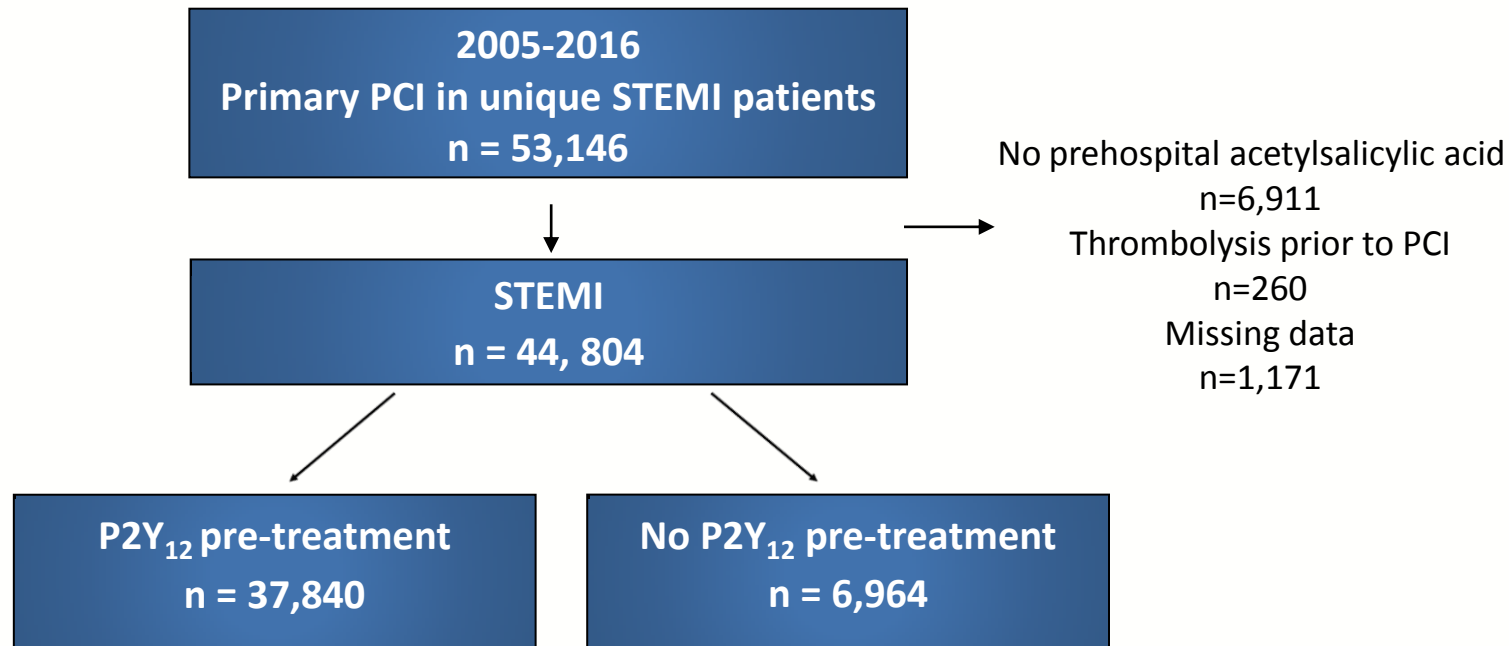 2005-2016
Primary PCI in unique STEMI patients
n = 53,146
No prehospital acetylsalicylic acid
n=6,911
Thrombolysis prior to PCI
n=260
Missing data
n=1,171
STEMI
n = 44, 804
P2Y₁₂ pre-treatment
n = 37,840
No P2Y₁₂ pre-treatment
n = 6,964